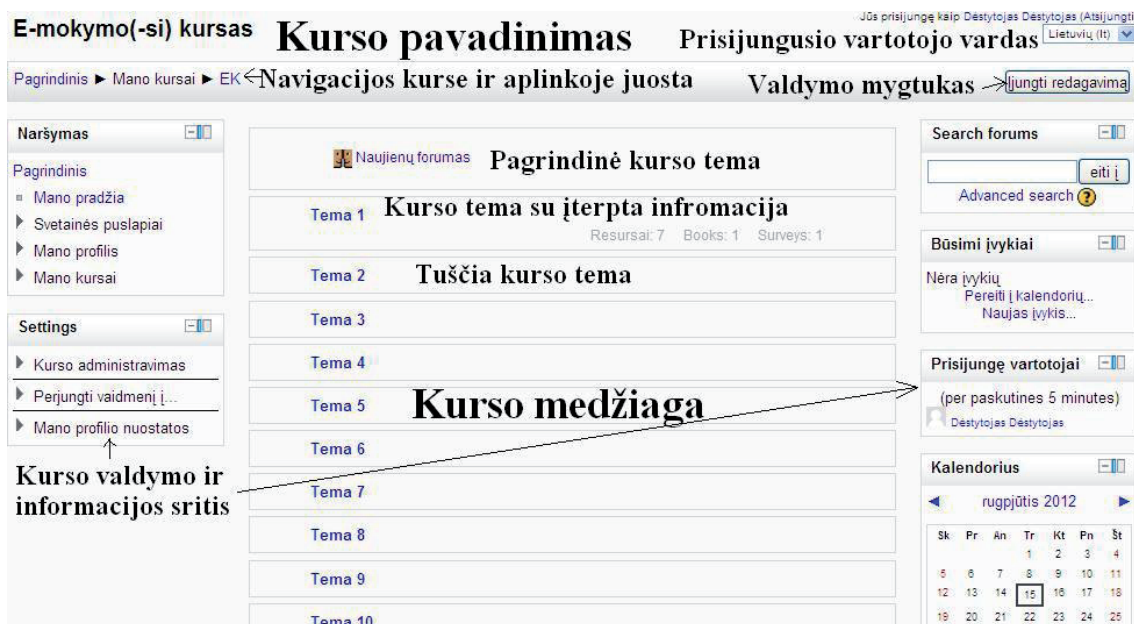 Jūs prisijungę kaip Dėstytojas Dėstytojas (Atsijungti
E-mokymo(-si) kursas
Kurso pavadinimas
Prisijungusio vartotojo vardas
Lietuvių (lt)
Pagrindinis ► Mano kursai ► EK
Navigacijos kurse ir aplinkoje juosta
Valdymo mygtukas
Įjungti redagavimą
Naršymas
Pagrindinis
Mano pradžia
Svetainės puslapiai
Mano profilis
Mano kursai
Settings
Kurso administravimas
Perjungti vaidmenį į...
Mano profilio nuostatos
Kurso valdymo ir
informacijos sritis
Naujienų forumas
Pagrindinė kurso tema
Tema 1
Kurso tema su įterpta infromacija
Resursai: 7 Books: 1 Surveys: 1
Tema 2
Tuščia kurso tema
Tema 3
Tema 4
Tema 5
Kurso medžiaga
Tema 6
Tema 7
Tema 8
Tema 9
Tema 10
Search forums
eiti į
Advanced search ?
Būsimi įvykiai
Nėra įvykių
Pereiti į kalendorių...
Naujas įvykis...
Prisijungę vartotojai
(per paskutines 5 minutes)
Dėstytojas Dėstytojas
Kalendorius
◄ rugpjūtis 2012 ►
Sk Pr An Tr Kt Pn Št
1 2 3 4
5 6 7 8 9 10 11
12 13 14 15 16 17 18
19 20 21 22 23 24 25